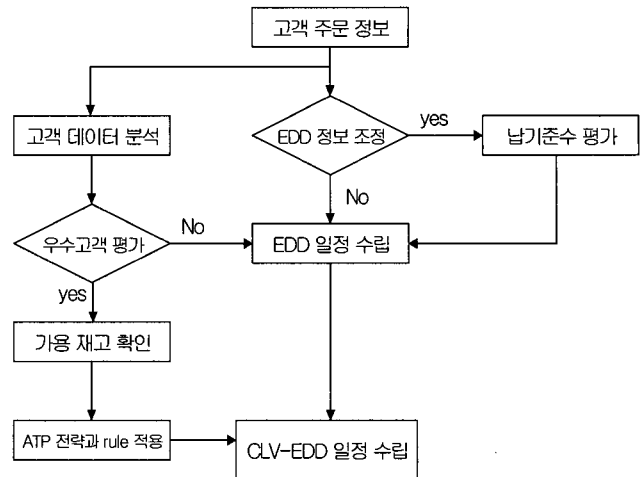 고객 주문 정보
고객 데이터 분석
EDD 정보 조정
yes
납기준수 평가
No
우수고객 평가
No
EDD 일정 수립
yes
가용 재고 확인
ATP 전략과 rule 적용
CLV-EDD 일정 수립